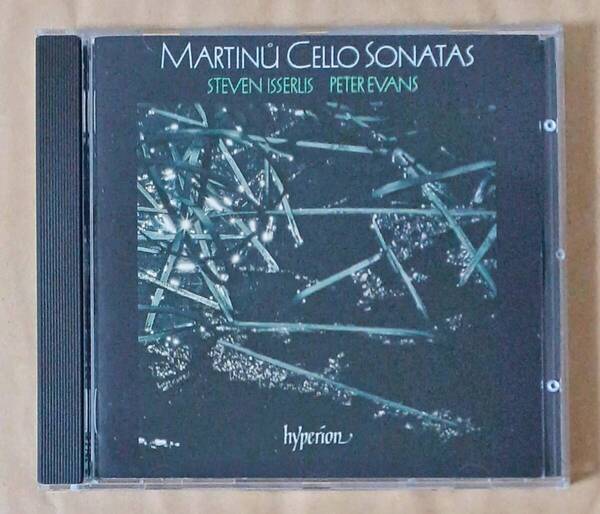 MARTINŮ CELLO SONATAS
STEVEN ISSERLIS PETER EVANS
hyperion